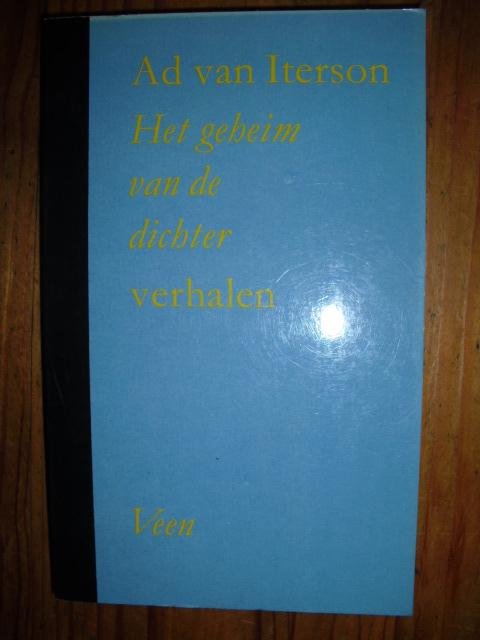 Ad van Iterson
Het geheim
van de
dichter
verhalen
Veen